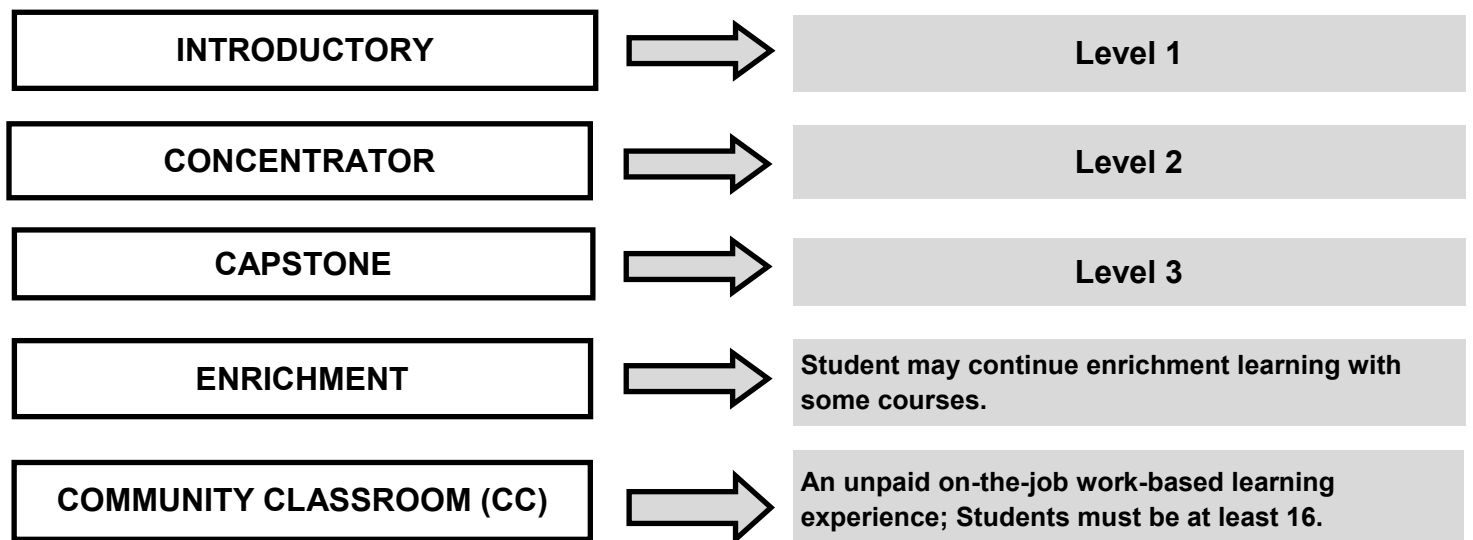 INTRODUCTORY
Level 1
CONCENTRATOR
Level 2
CAPSTONE
Level 3
ENRICHMENT
Student may continue enrichment learning with
some courses.
COMMUNITY CLASSROOM (CC)
An unpaid on-the-job work-based learning
experience; Students must be at least 16.